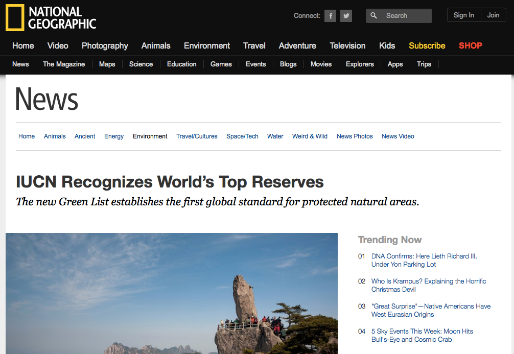 NATIONAL
GEOGRAPHIC
Connect:
Search
Sign In Join
Home Video Photography Animals Environment Travel Adventure Television Kids Subscribe SHOP
News The Magazine Maps Science Education Games Events Blogs Movies Explorers Apps Trips
News
Home Animals Ancient Energy Environment Travel/Cultures Space/Tech Water Weird & Wild News Photos News Video
IUCN Recognizes World's Top Reserves
The new Green List establishes the first global standard for protected natural areas.
Trending Now
01 DNA Confirms: Here Lieth Richard III,
Under Yon Parking Lot
02 Who Is Krampus? Explaining the Horrific
Christmas Devil
03 "Great Surprise"—Native Americans Have
West Eurasian Origins
04 5 Sky Events This Week: Moon Hits
Bull's-Eye and Cosmic Crab